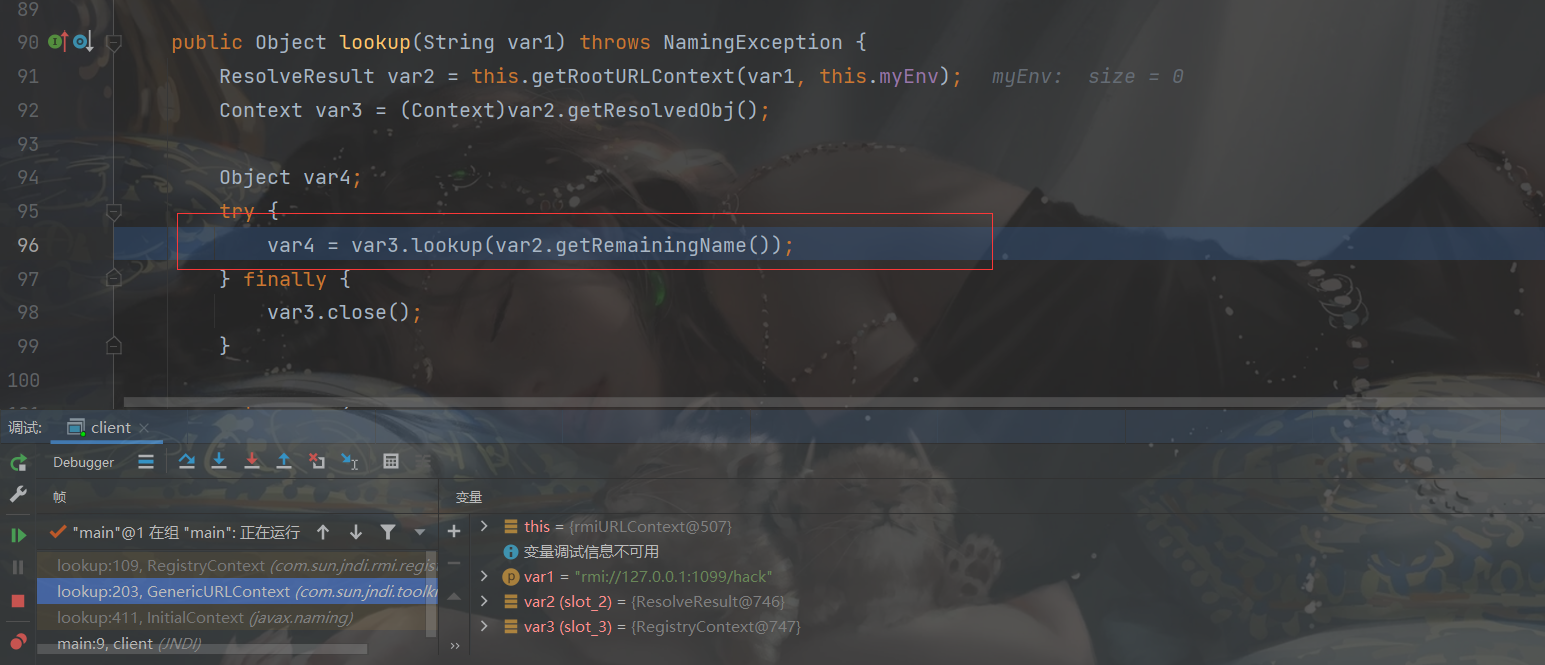 89
90 public Object lookup(String var1) throws NamingException {
91 ResolveResult var2 = this.getRootURLContext(var1, this.myEnv); myEnv: size = 0
92 Context var3 = (Context)var2.getResolvedObj();
93
94 Object var4;
95 try {
96 var4 = var3.lookup(var2.getRemainingName());
97 } finally {
98 var3.close();
99 }
100
调试: client
Debugger
帧
变量
"main"@1 在组 "main": 正在运行
lookup:109, RegistryContext (com.sun.jndi.rmi.regis
lookup:203, GenericURLContext (com.sun.jndi.toolki
lookup:411, InitialContext (javax.naming)
main:9, client (JNDI)
this = {rmiURLContext@507}
变量调试信息不可用
p var1 = "rmi://127.0.0.1:1099/hack"
var2 (slot_2) = {ResolveResult@746}
var3 (slot_3) = {RegistryContext@747}